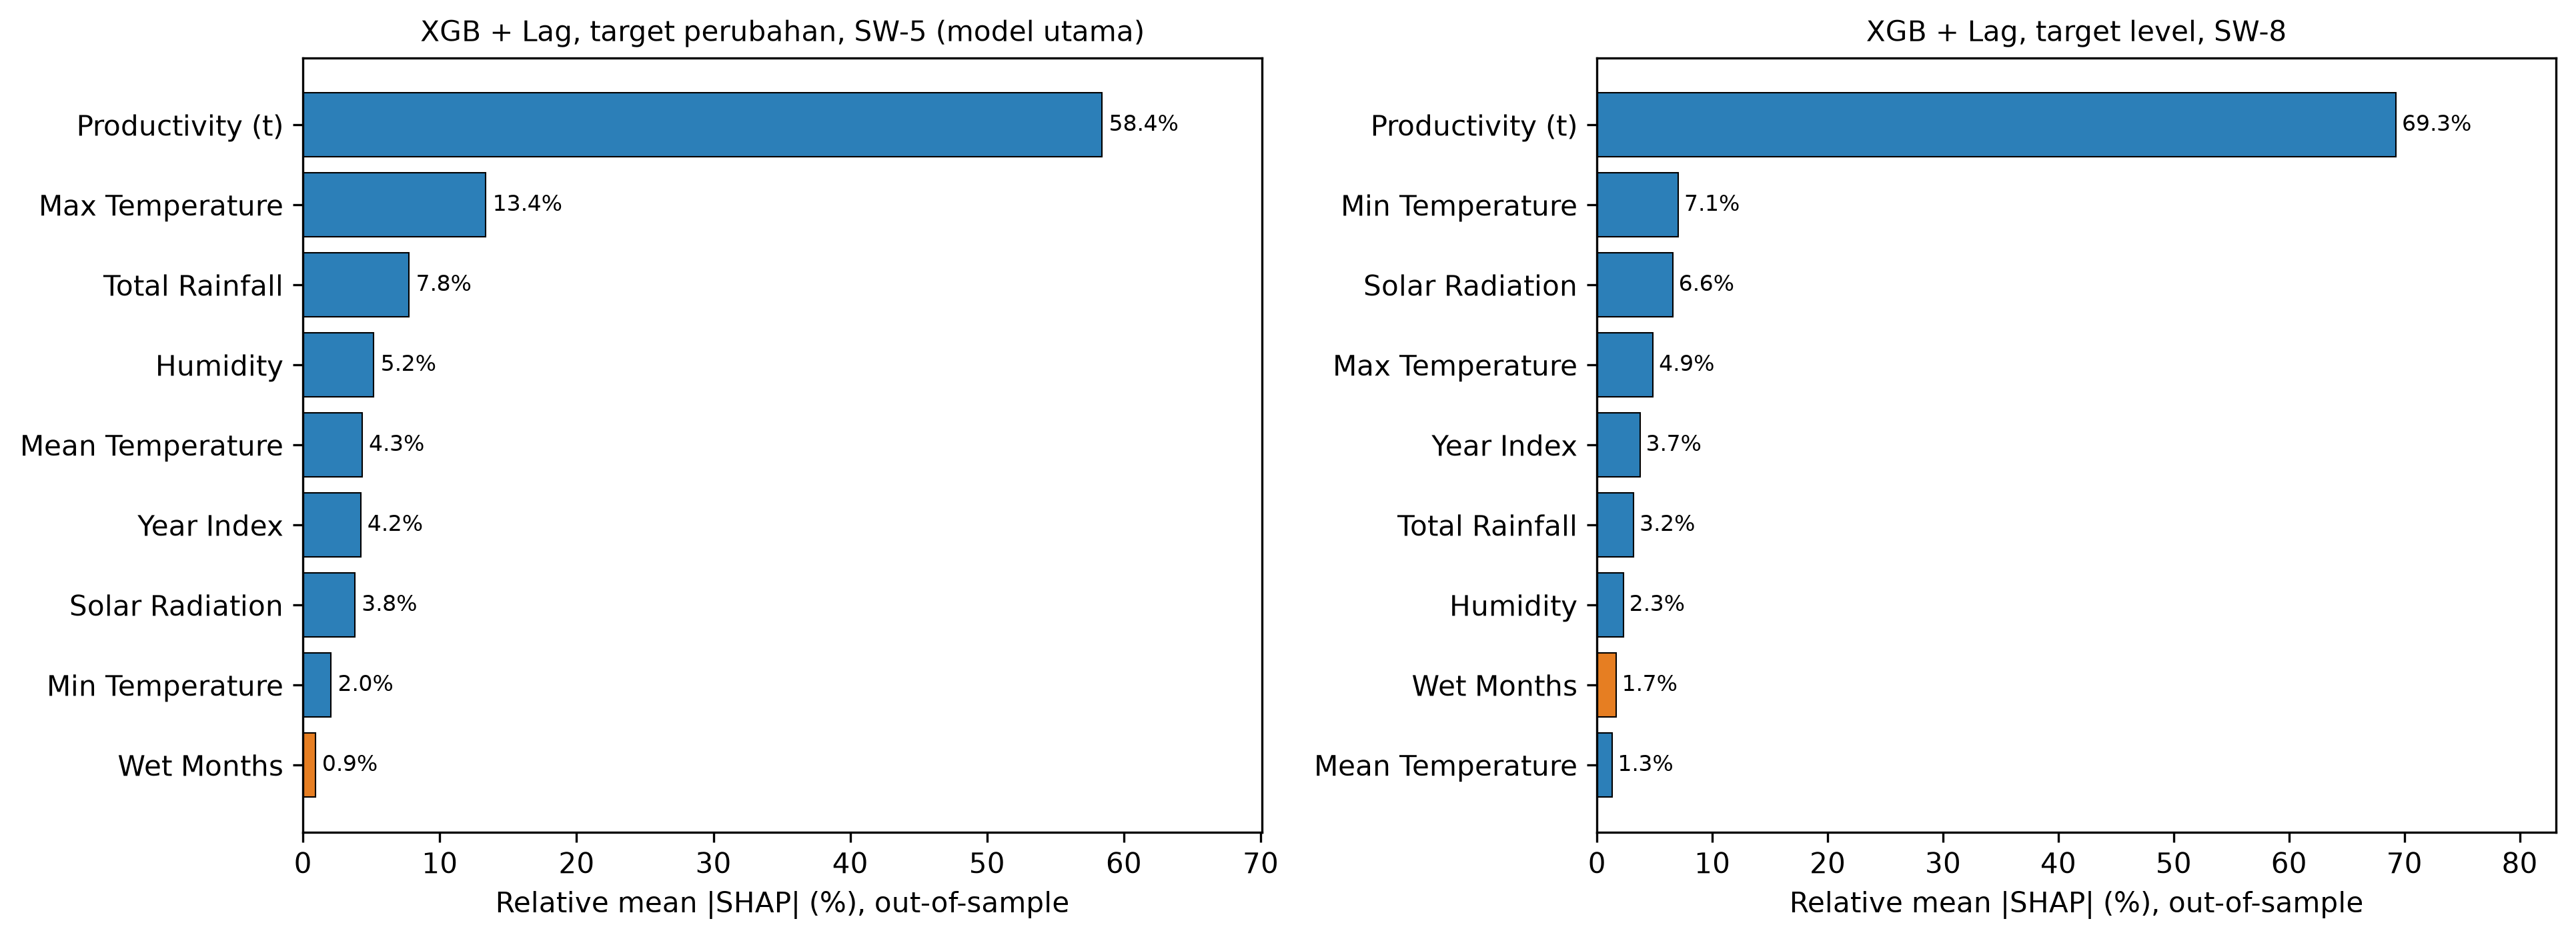 XGB + Lag, target perubahan, SW-5 (model utama)
Productivity (t)
58.4%
Max Temperature
13.4%
Total Rainfall
7.8%
Humidity
5.2%
Mean Temperature
4.3%
Year Index
4.2%
Solar Radiation
3.8%
Min Temperature
2.0%
Wet Months
0.9%
0 10 20 30 40 50 60 70
Relative mean |SHAP| (%), out-of-sample
XGB + Lag, target level, SW-8
Productivity (t)
69.3%
Min Temperature
7.1%
Solar Radiation
6.6%
Max Temperature
4.9%
Year Index
3.7%
Total Rainfall
3.2%
Humidity
2.3%
Wet Months
1.7%
Mean Temperature
1.3%
0 10 20 30 40 50 60 70 80
Relative mean |SHAP| (%), out-of-sample